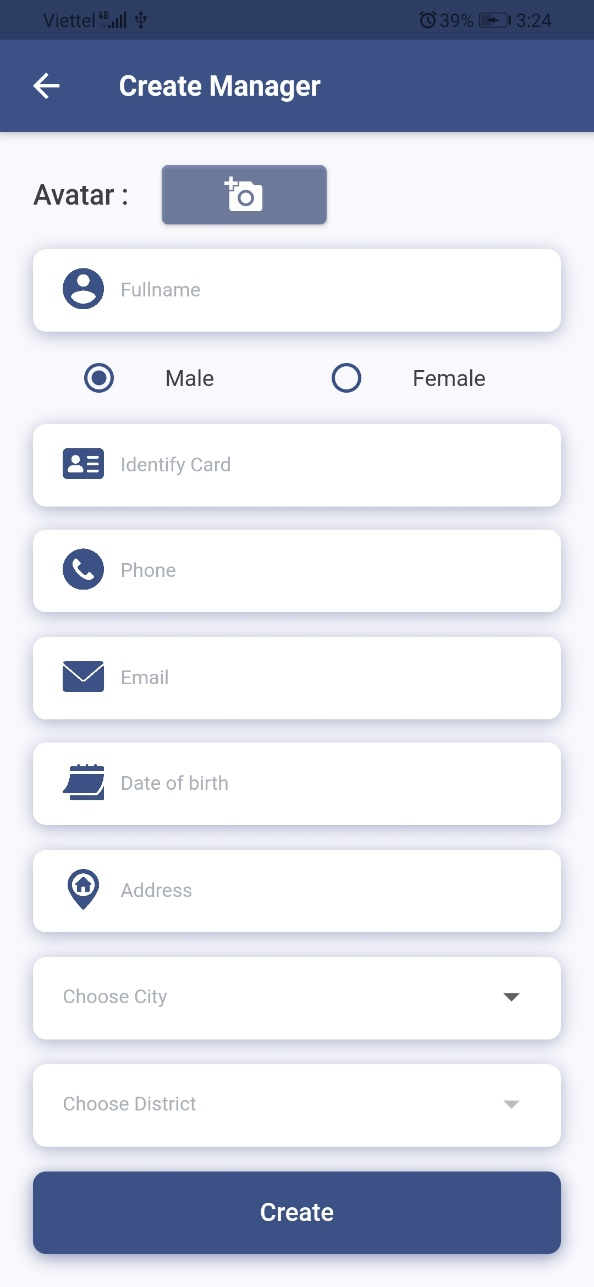 Viettel 4G 39% 3:24
Create Manager
Avatar :
Fullname
Male Female
Identify Card
Phone
Email
Date of birth
Address
Choose City
Choose District
Create